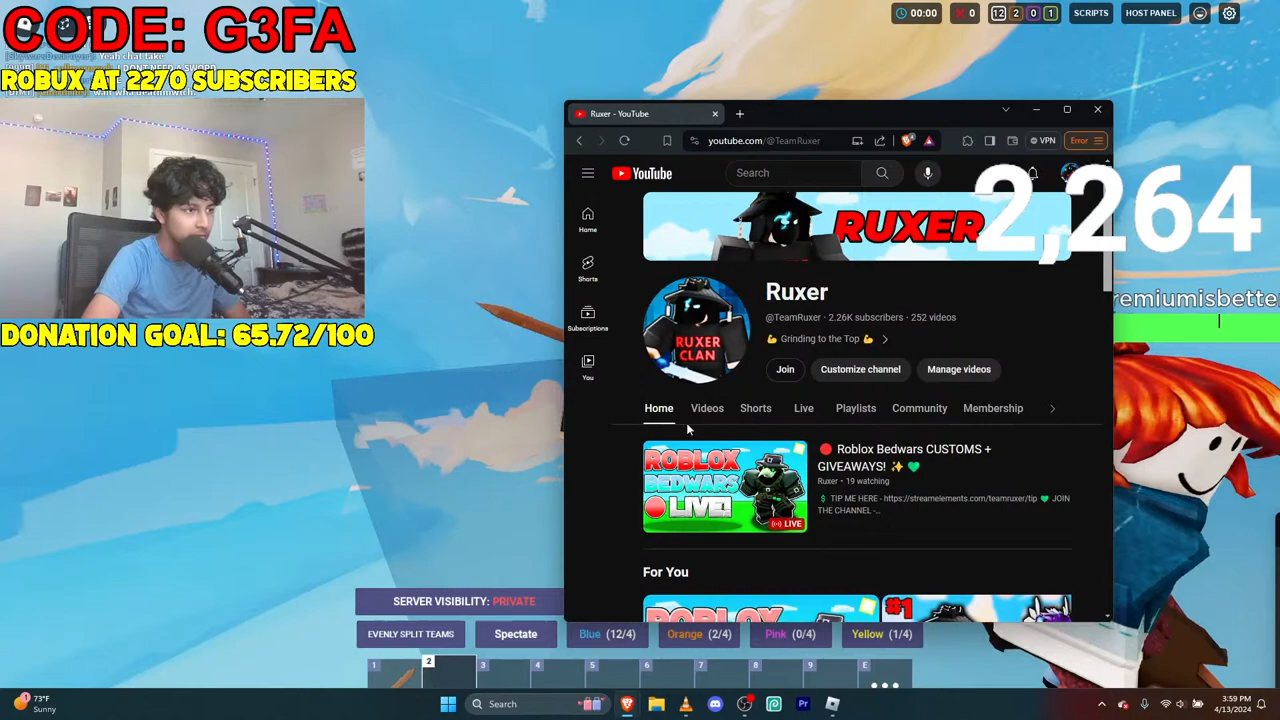 CODE: G3FA
ROBUX AT 2270 SUBSCRIBERS
DONATION GOAL: 65.72/100
00:00
0
12 2 0 1
SCRIPTS
HOST PANEL
Ruxer - YouTube
youtube.com/@TeamRuxer
4
VPN
Error
YouTube
Search
2,264
Home
Shorts
Subscriptions
You
RUXER
RUXER
CLAN
Ruxer
@TeamRuxer • 2.26K subscribers • 252 videos
💪 Grinding to the Top 💪
Join
Customize channel
Manage videos
Home
Videos
Shorts
Live
Playlists
Community
Membership
ROBLOX
BEDWARS
LIVE!
LIVE
🔴 Roblox Bedwars CUSTOMS +
GIVEAWAYS! ✨ 💚
Ruxer • 19 watching
💲 TIP ME HERE - https://streamelements.com/teamruxer/tip 💚 JOIN
THE CHANNEL -...
For You
ROBLOX
#1
remiumisbette
SERVER VISIBILITY: PRIVATE
EVENLY SPLIT TEAMS
Spectate
Blue (12/4)
Orange (2/4)
Pink (0/4)
Yellow (1/4)
1 2 3 4 5 6 7 8 9 E
1
73°F
Sunny
Search
Pr
3:59 PM
4/13/2024